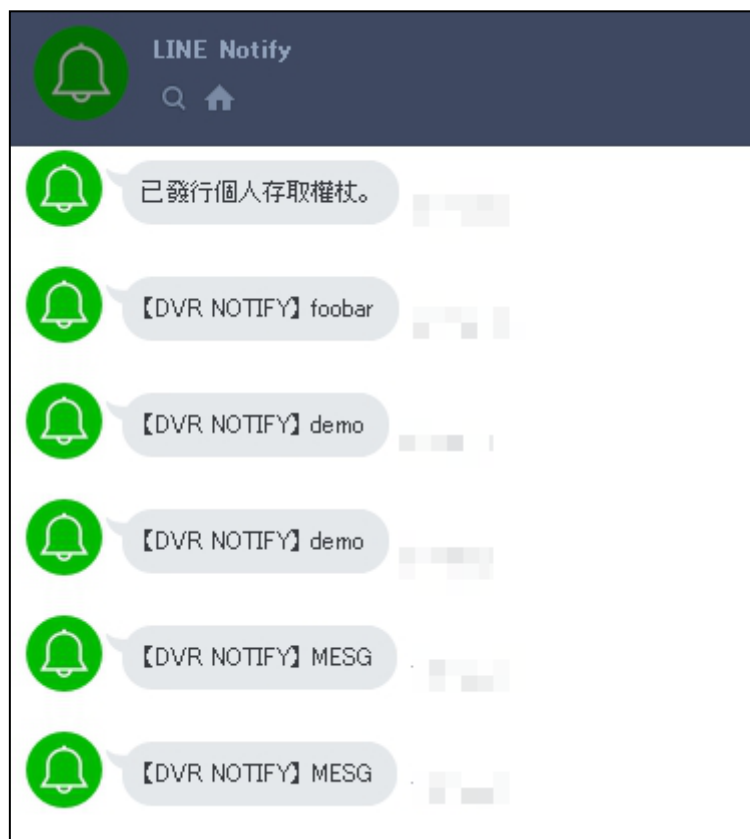 LINE Notify
已發行個人存取權杖。
【DVR NOTIFY】foobar
【DVR NOTIFY】demo
【DVR NOTIFY】demo
【DVR NOTIFY】MESG
【DVR NOTIFY】MESG